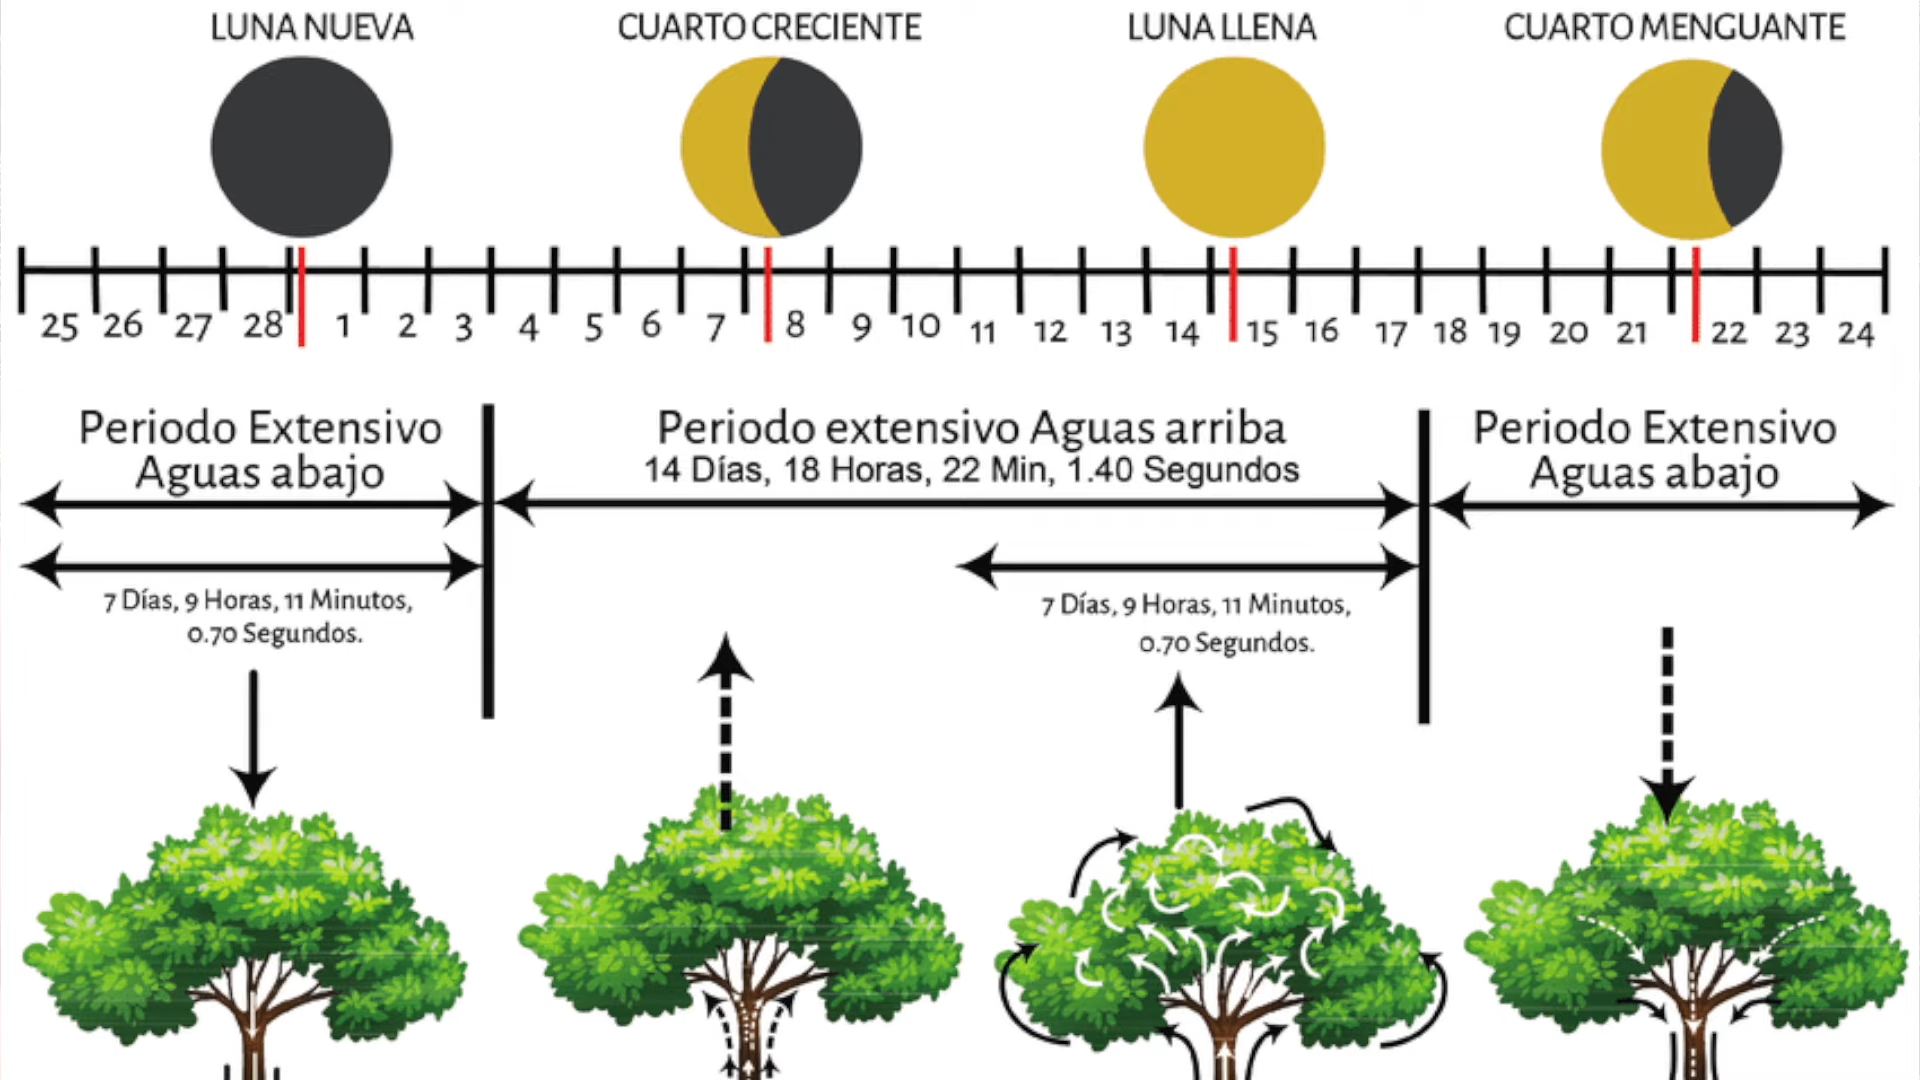 LUNA NUEVA
CUARTO CRECIENTE
LUNA LLENA
CUARTO MENGUANTE
25 26 27 28 1 2 3 4 5 6 7 8 9 10 11 12 13 14 15 16 17 18 19 20 21 22 23 24
Periodo Extensivo
Aguas abajo
7 Días, 9 Horas, 11 Minutos,
0.70 Segundos.
Periodo extensivo Aguas arriba
14 Días, 18 Horas, 22 Min, 1.40 Segundos
7 Días, 9 Horas, 11 Minutos,
0.70 Segundos.
Periodo Extensivo
Aguas abajo